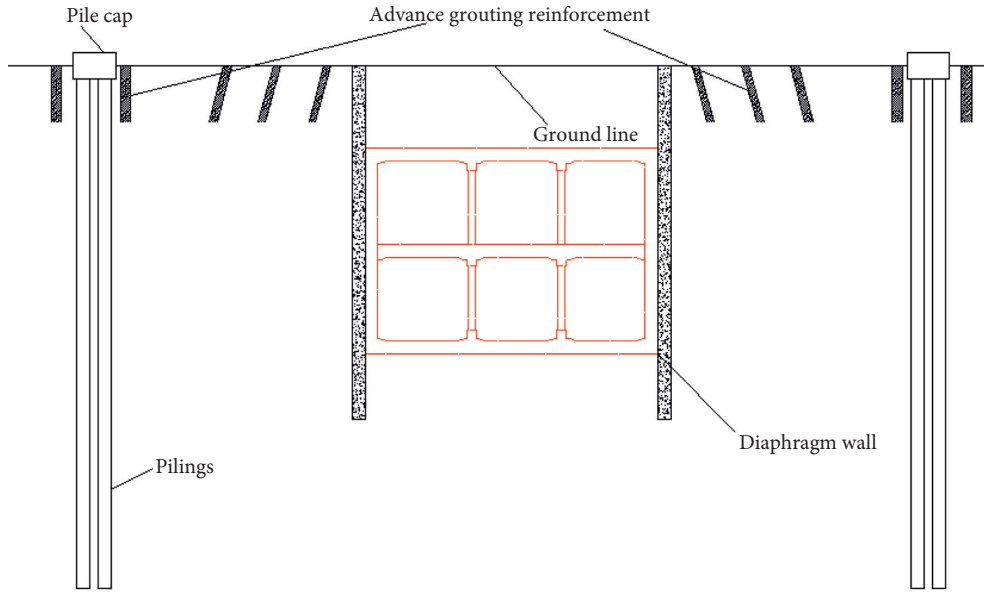 Pile cap
Advance grouting reinforcement
Ground line
Diaphragm wall
Pilings